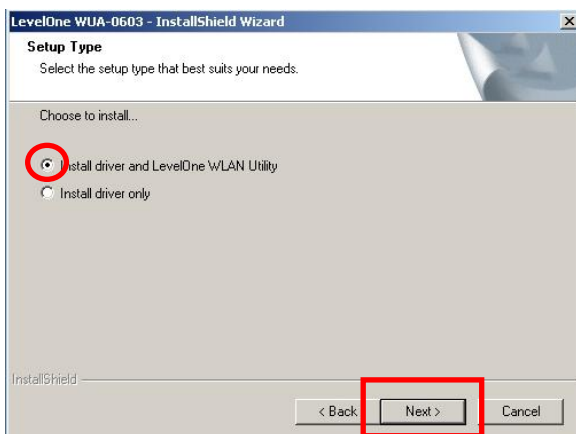 LevelOne WUA-0603 - InstallShield Wizard
Setup Type
Select the setup type that best suits your needs.
Choose to install...
Install driver and LevelOne WLAN Utility
Install driver only
InstallShield
< Back Next > Cancel